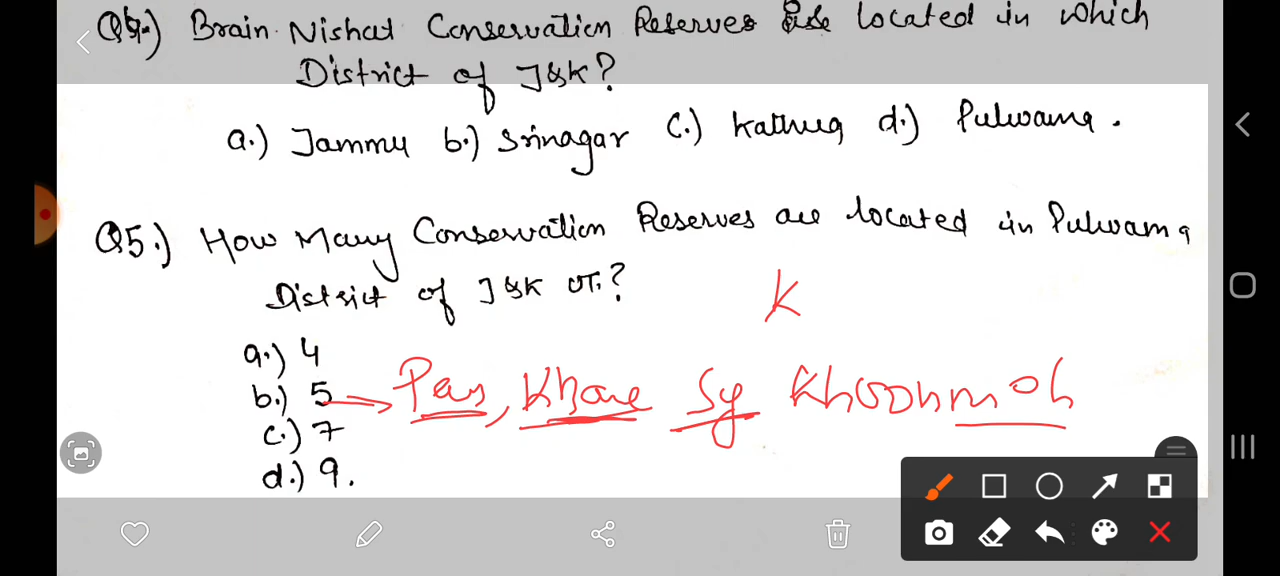 Q4.) Brain-Nishat Conservation Reserves are located in which
District of J&K?
a.) Jammu b.) Srinagar c.) Kathua d.) Pulwama.
Q5.) How Many Conservation Reserves are located in Pulwama
District of J&K UT.?
K
a.) 4
b.) 5 → Pas, Khare Sy Khoonmoh
c.) 7
d.) 9.